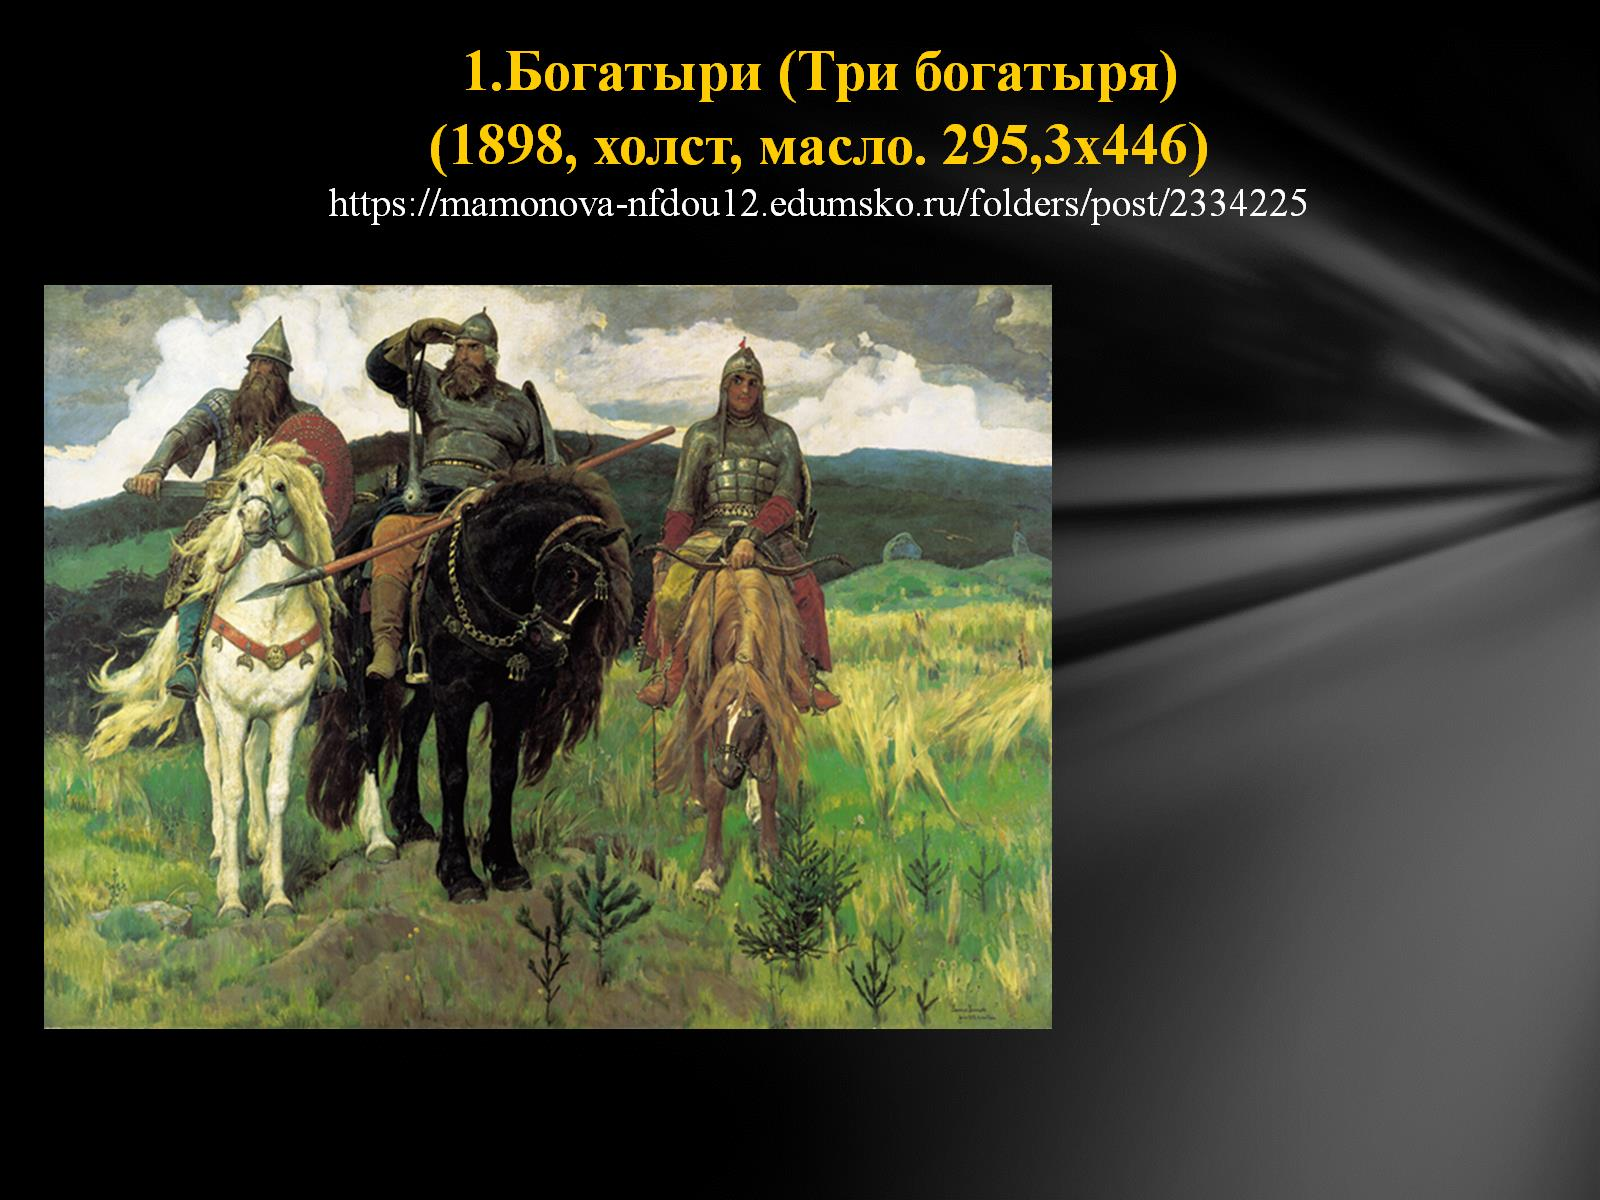 1.Богатыри (Три богатыря)
(1898, холст, масло. 295,3х446)
https://mamonova-nfdou12.edumsko.ru/folders/post/2334225